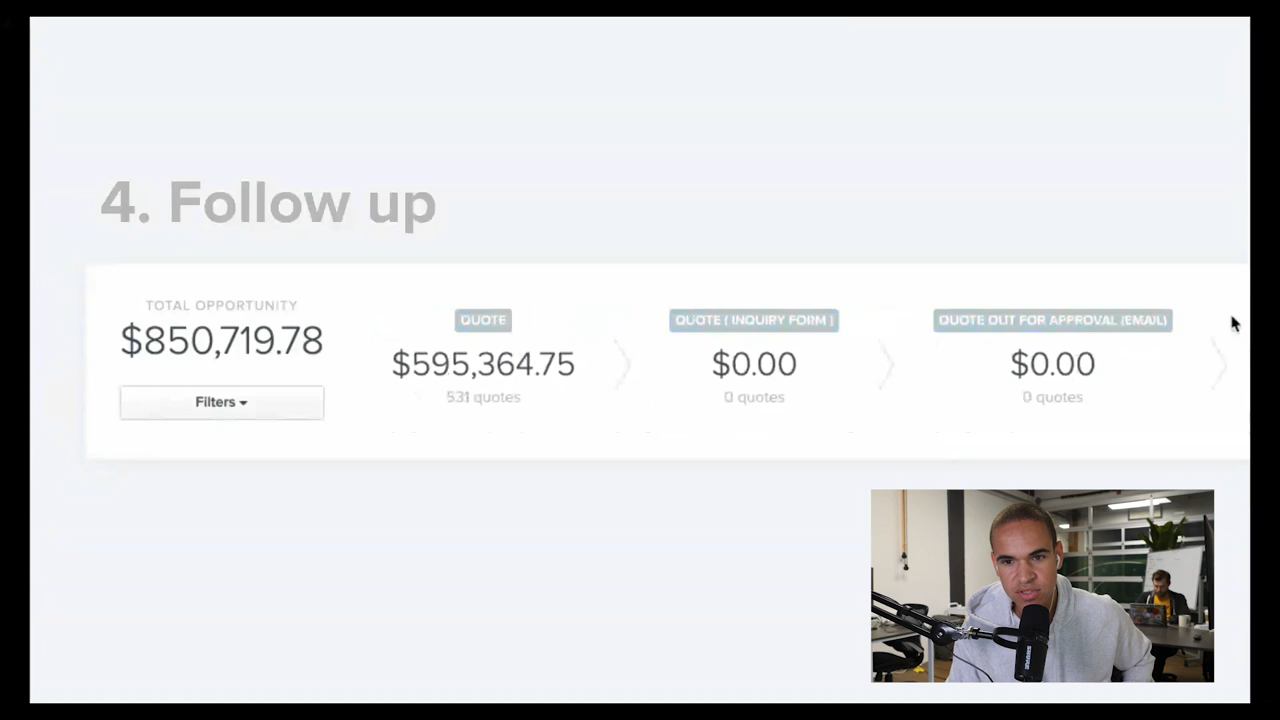 4. Follow up
TOTAL OPPORTUNITY
$850,719.78
Filters
QUOTE
$595,364.75
531 quotes
QUOTE ( INQUIRY FORM )
$0.00
0 quotes
QUOTE OUT FOR APPROVAL (EMAIL)
$0.00
0 quotes